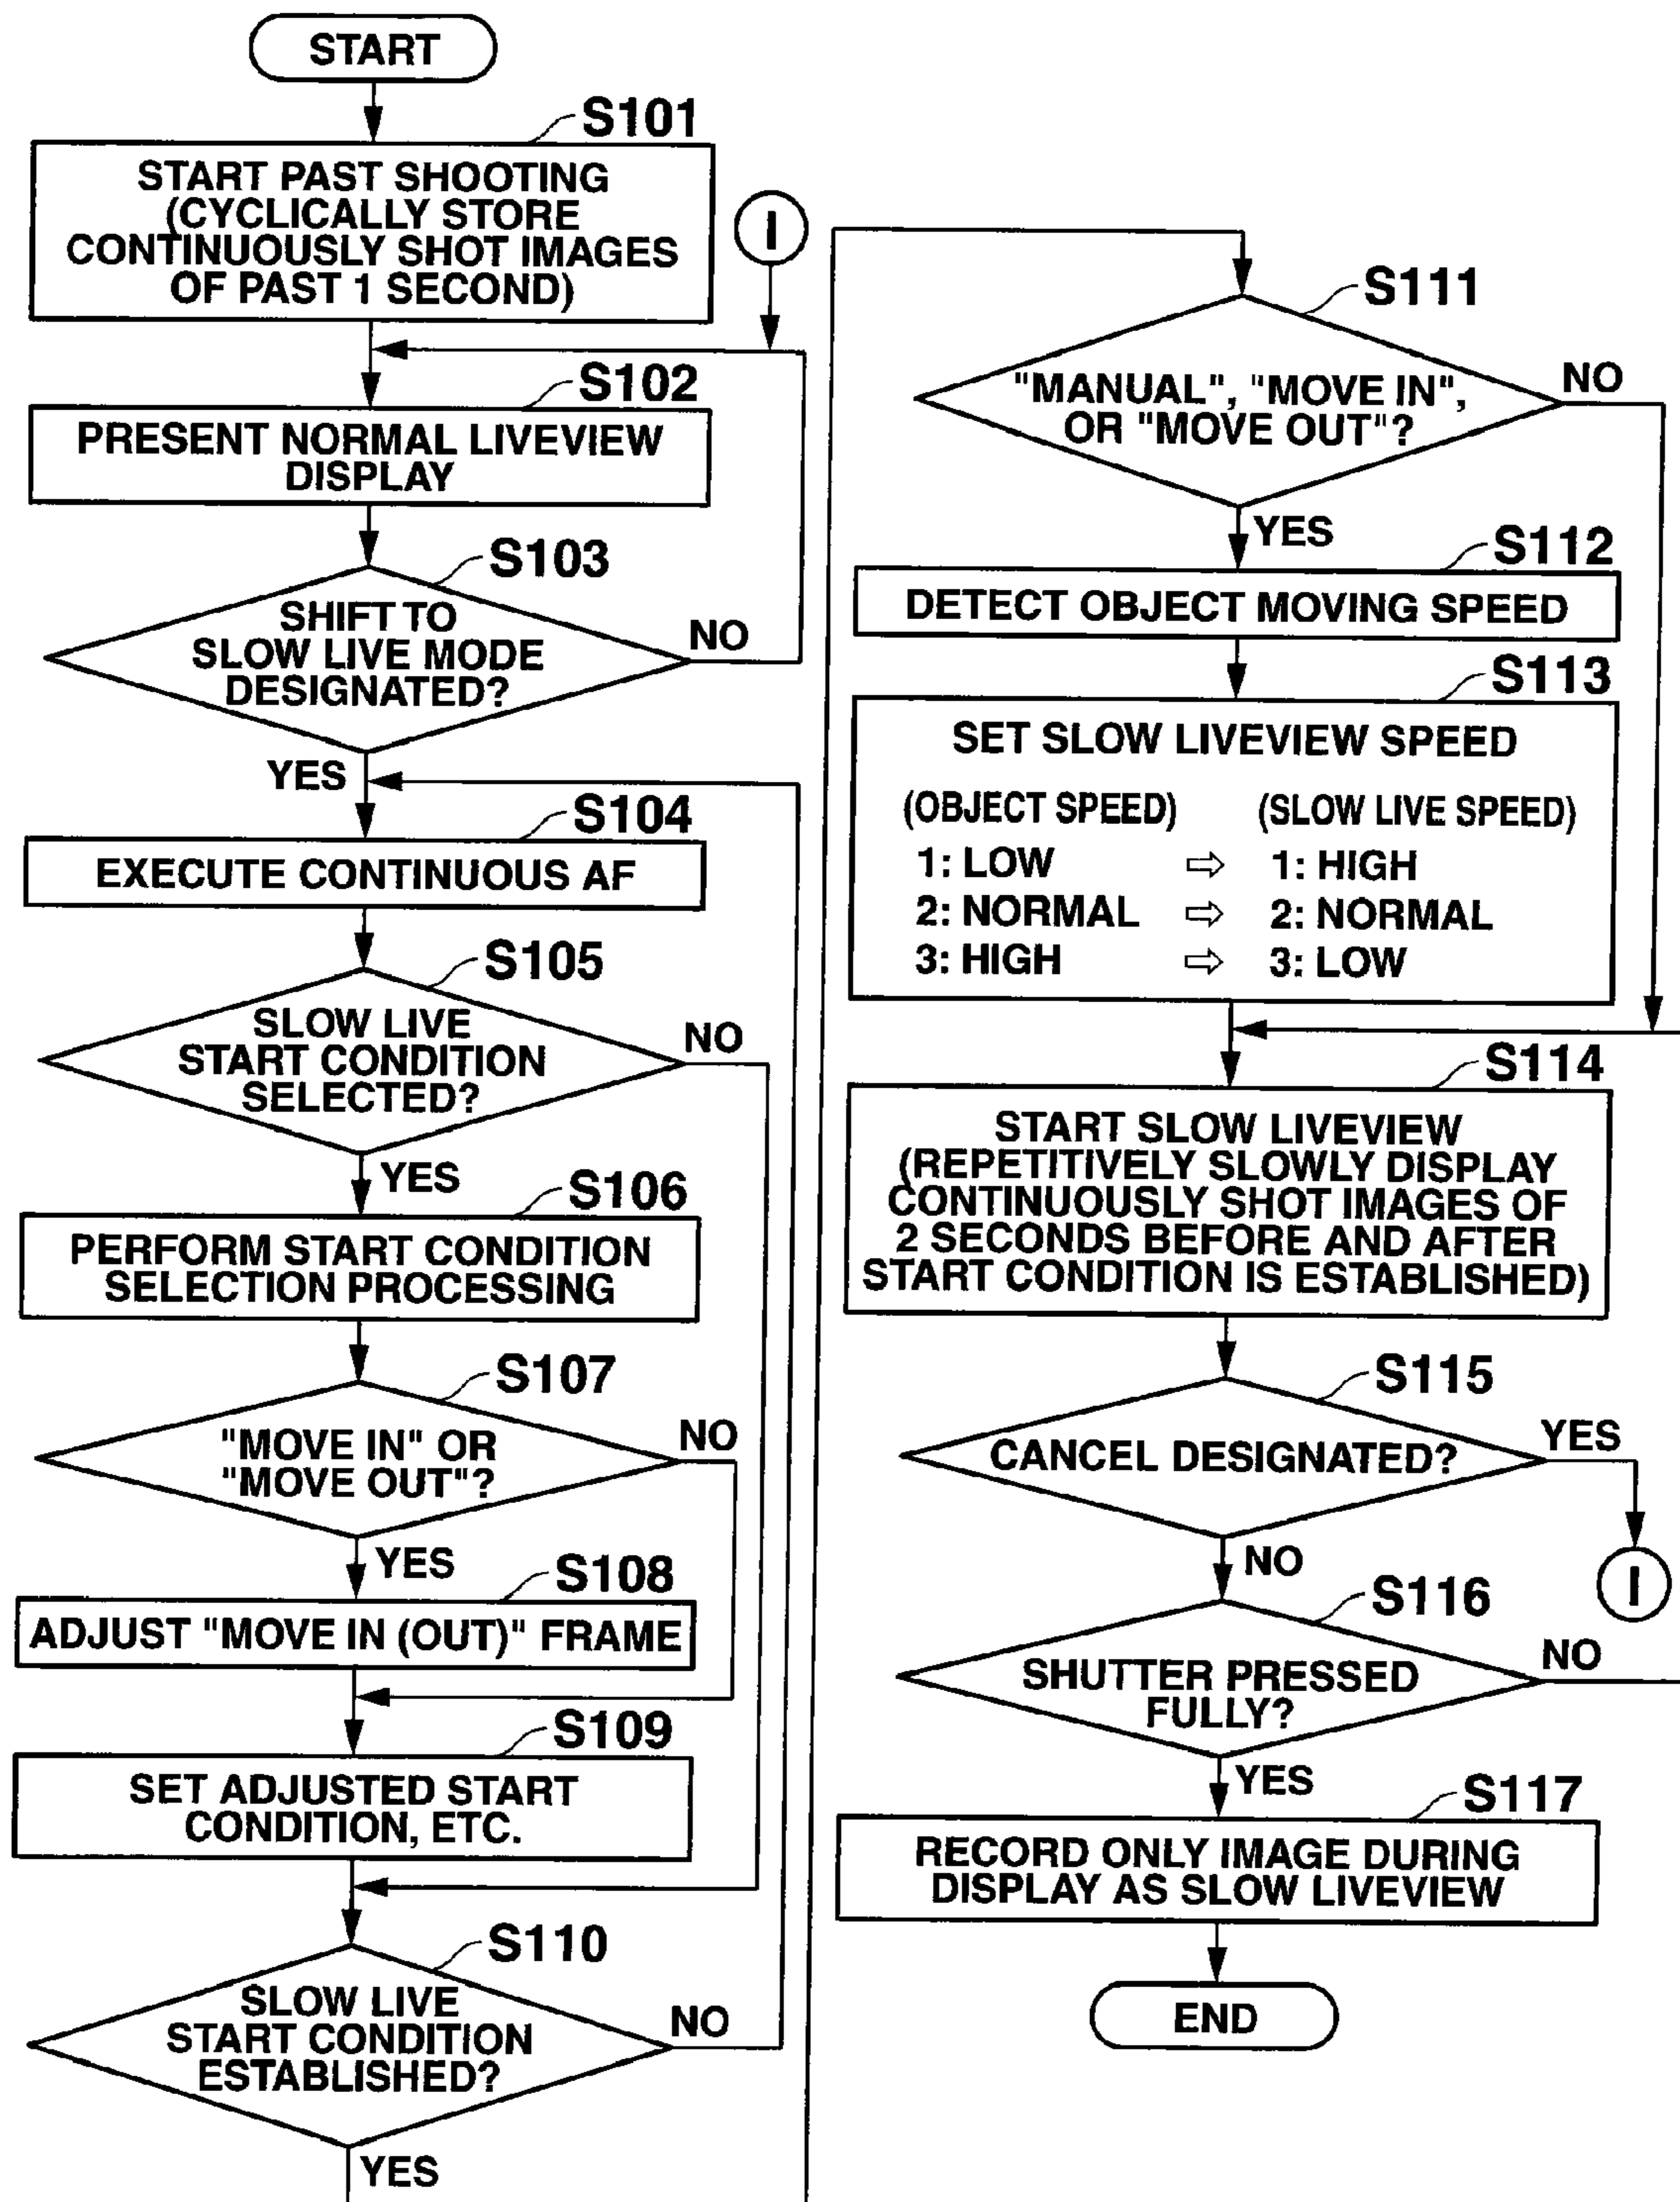 START
S101
START PAST SHOOTING
(CYCLICALLY STORE
CONTINUOUSLY SHOT IMAGES
OF PAST 1 SECOND)
I
S102
PRESENT NORMAL LIVEVIEW
DISPLAY
S103
SHIFT TO
SLOW LIVE MODE
DESIGNATED?
NO
YES
S104
EXECUTE CONTINUOUS AF
S105
SLOW LIVE
START CONDITION
SELECTED?
NO
YES
S106
PERFORM START CONDITION
SELECTION PROCESSING
S107
"MOVE IN" OR
"MOVE OUT"?
NO
YES
S108
ADJUST "MOVE IN (OUT)" FRAME
S109
SET ADJUSTED START
CONDITION, ETC.
S110
SLOW LIVE
START CONDITION
ESTABLISHED?
NO
YES
S111
"MANUAL", "MOVE IN",
OR "MOVE OUT"?
NO
YES
S112
DETECT OBJECT MOVING SPEED
S113
SET SLOW LIVEVIEW SPEED
(OBJECT SPEED) (SLOW LIVE SPEED)
1: LOW ⇨ 1: HIGH
2: NORMAL ⇨ 2: NORMAL
3: HIGH ⇨ 3: LOW
S114
START SLOW LIVEVIEW
(REPETITIVELY SLOWLY DISPLAY
CONTINUOUSLY SHOT IMAGES OF
2 SECONDS BEFORE AND AFTER
START CONDITION IS ESTABLISHED)
S115
CANCEL DESIGNATED?
YES
I
NO
S116
SHUTTER PRESSED
FULLY?
NO
YES
S117
RECORD ONLY IMAGE DURING
DISPLAY AS SLOW LIVEVIEW
END